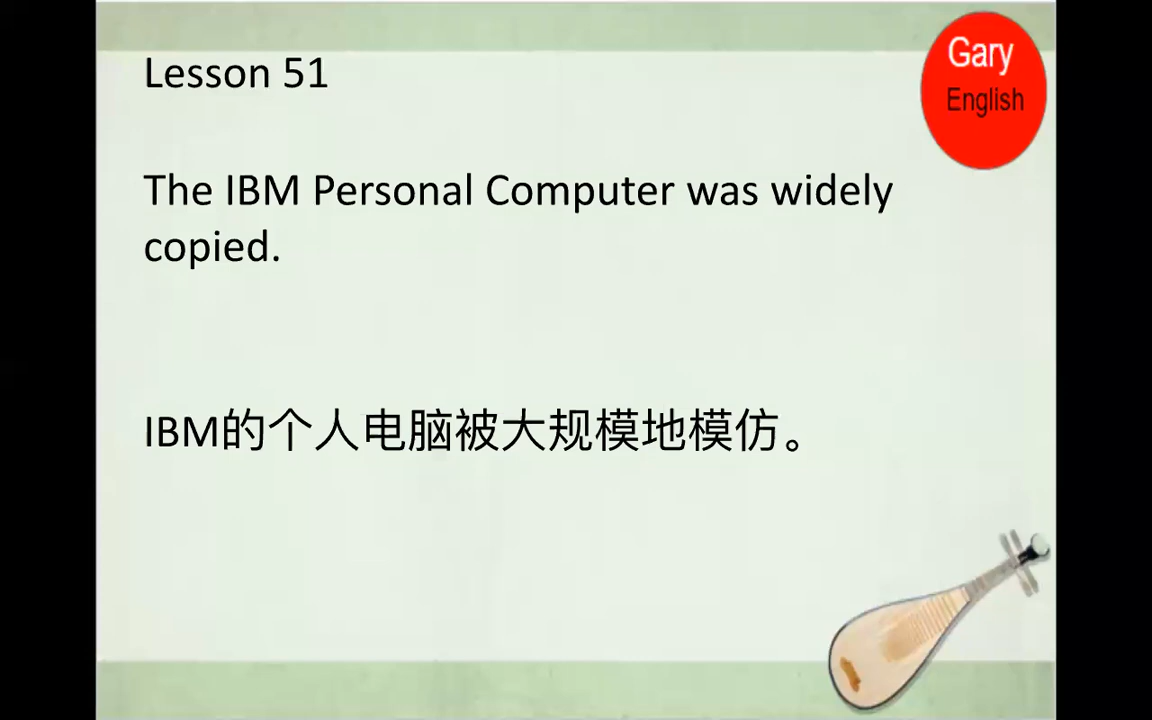 Lesson 51
Gary
English
The IBM Personal Computer was widely
copied.
IBM的个人电脑被大规模地模仿。